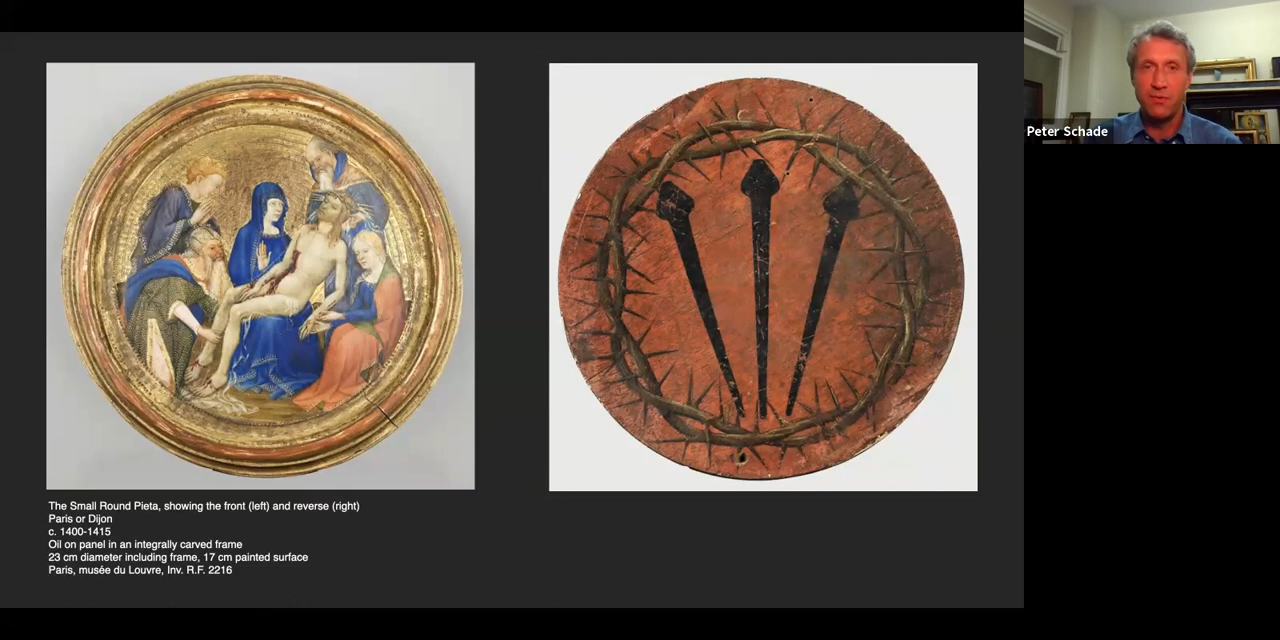 Peter Schade
The Small Round Pieta, showing the front (left) and reverse (right)
Paris or Dijon
c. 1400-1415
Oil on panel in an integrally carved frame
23 cm diameter including frame, 17 cm painted surface
Paris, musée du Louvre, Inv. R.F. 2216